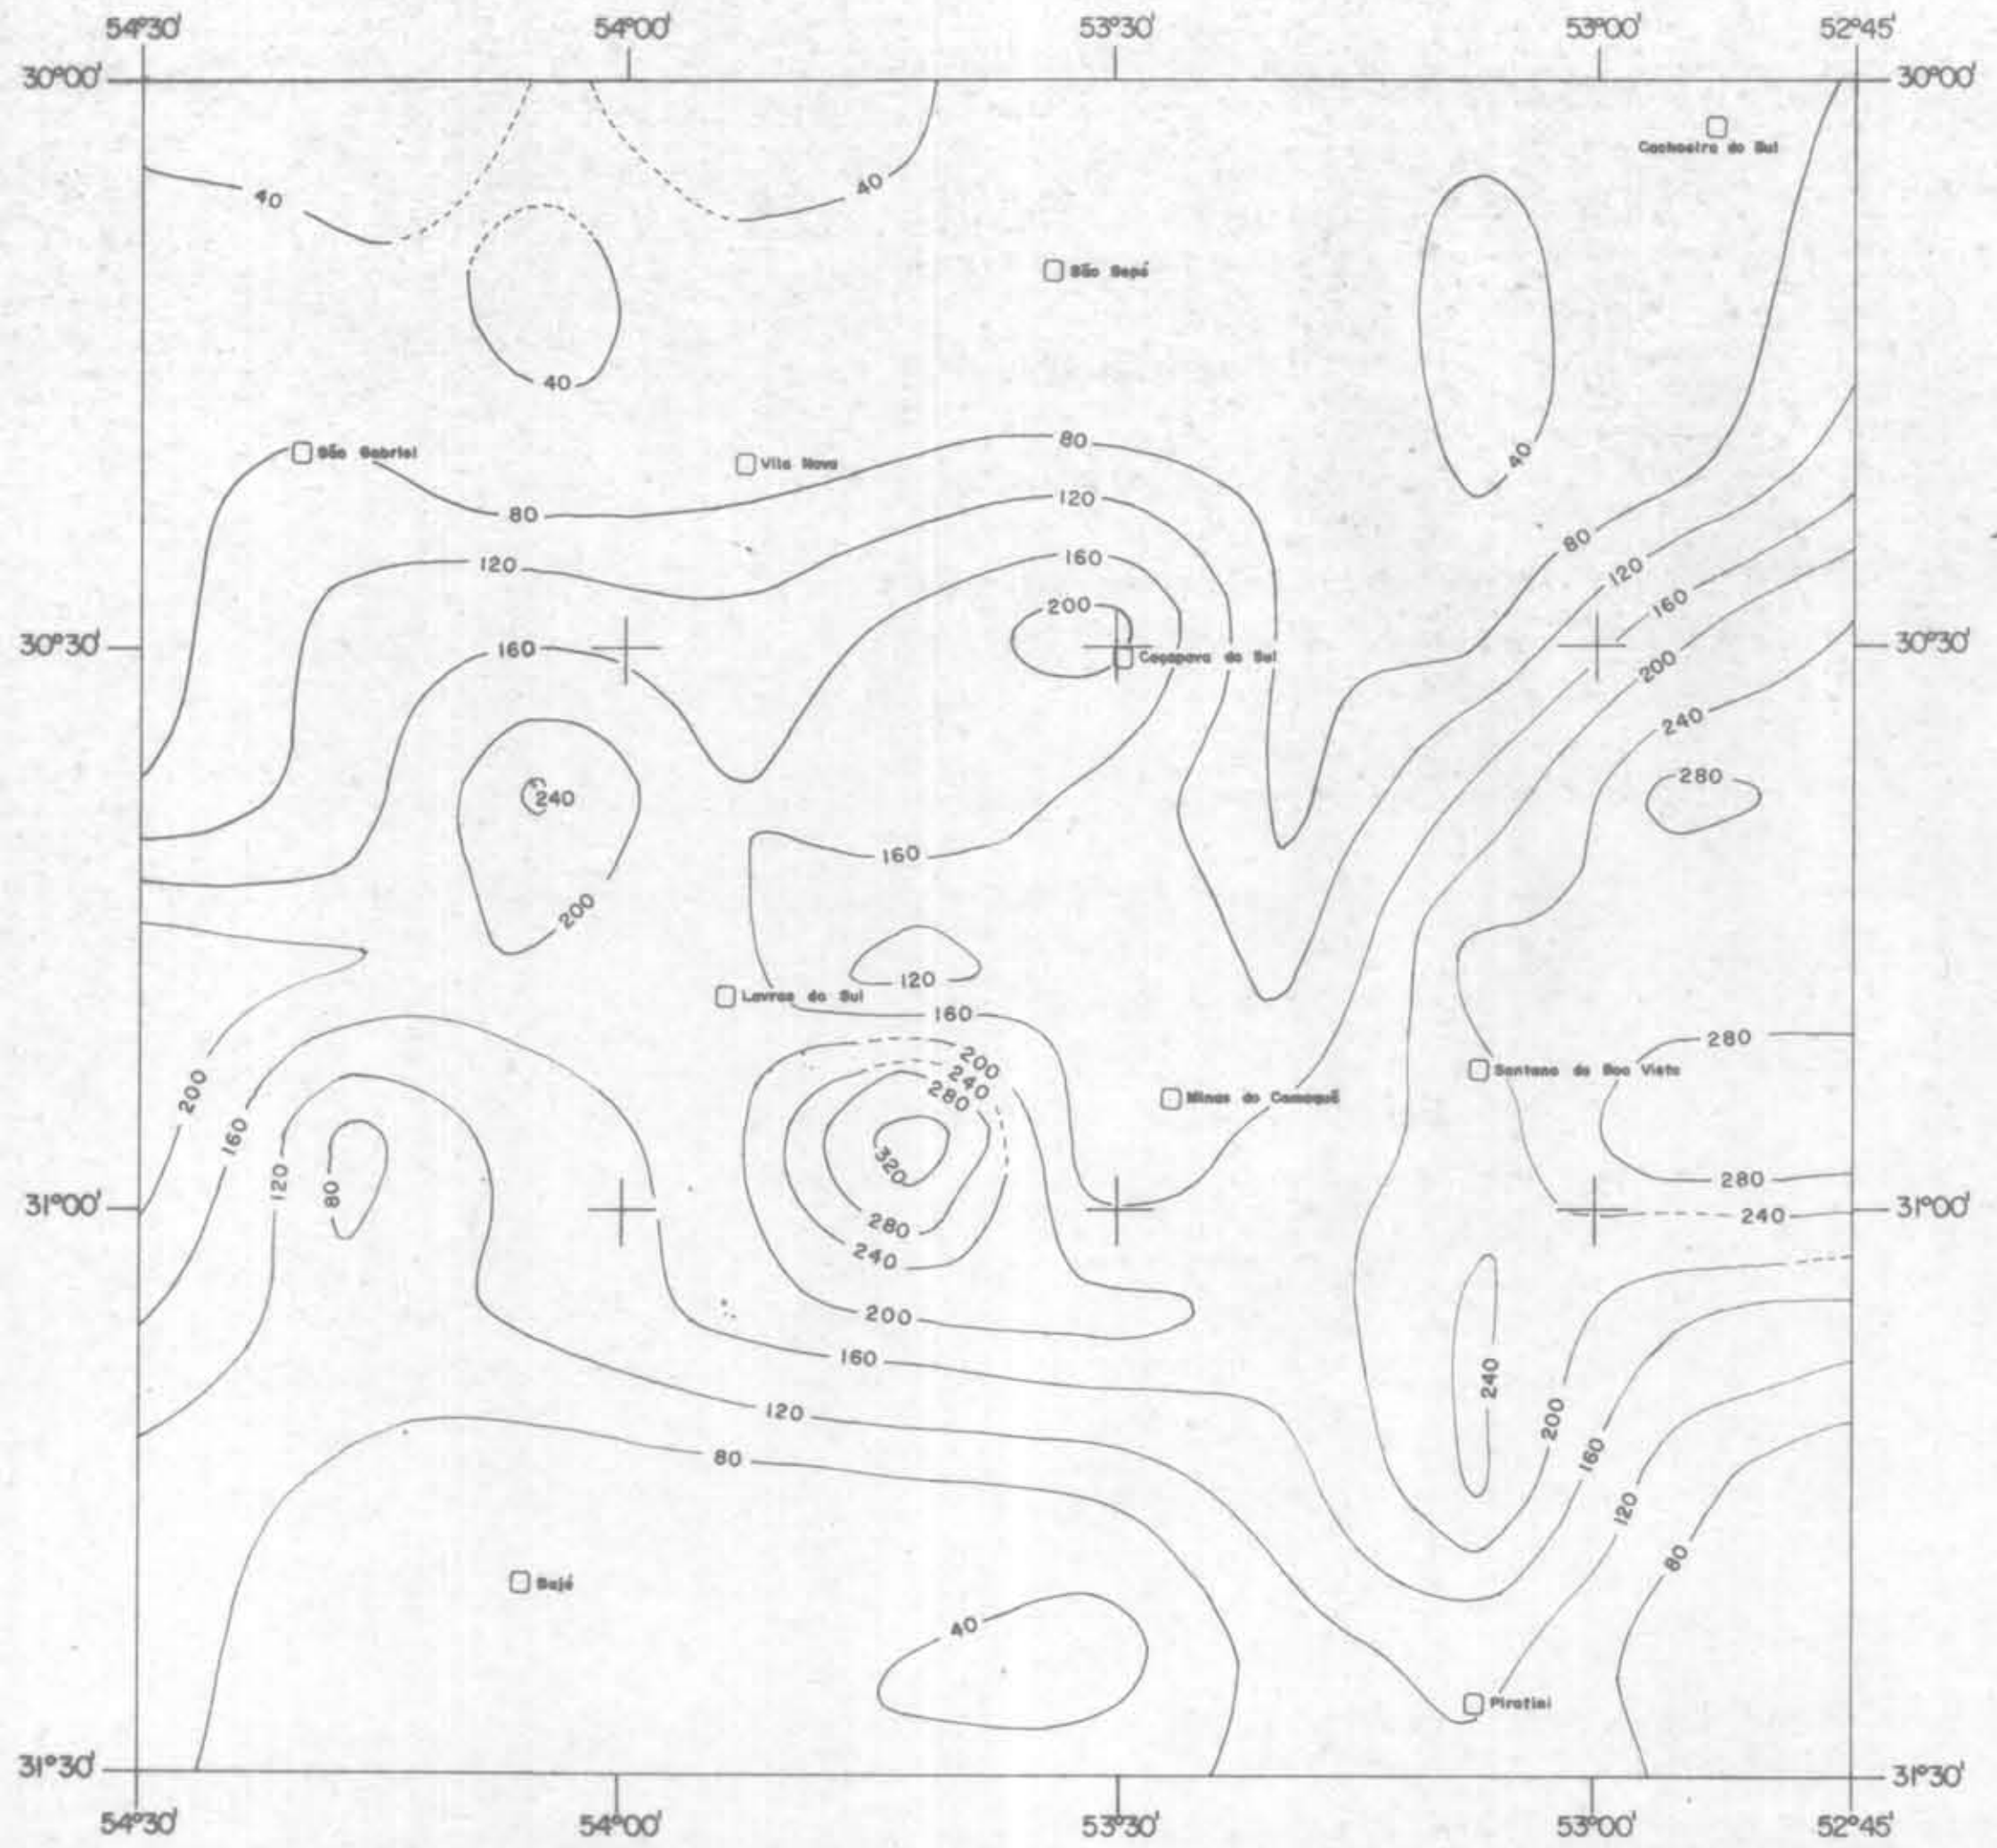 54°30' 54°00' 53°30' 53°00' 52°45'
30°00' 30°00'
Cachoeira do Sul
40 40
São Sepé
40
40
São Gabriel Vila Nova 80
80 120
120 160 80
120
160
200
30°30' 160 Caçapava do Sul 200 30°30'
240
240 280
160
200
120
Lavras do Sul
160
200 280
200 240
280 Santana da Boa Vista
160 Minas do Camaquã
320
120 80 280
31°00' 240 31°00'
280
240
200
160 240
120 200
80 160
120
80
Bajé
40
Piratini
31°30' 31°30'
54°30' 54°00' 53°30' 53°00' 52°45'